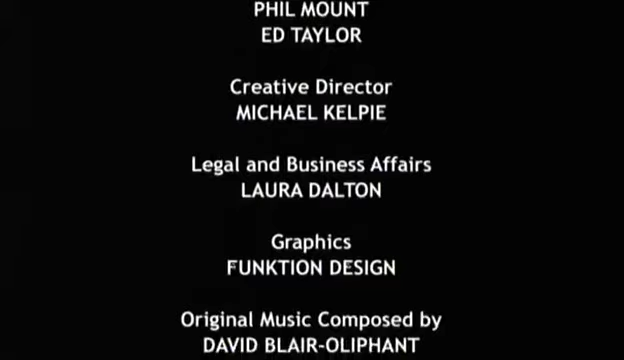 PHIL MOUNT
ED TAYLOR
Creative Director
MICHAEL KELPIE
Legal and Business Affairs
LAURA DALTON
Graphics
FUNKTION DESIGN
Original Music Composed by
DAVID BLAIR-OLIPHANT